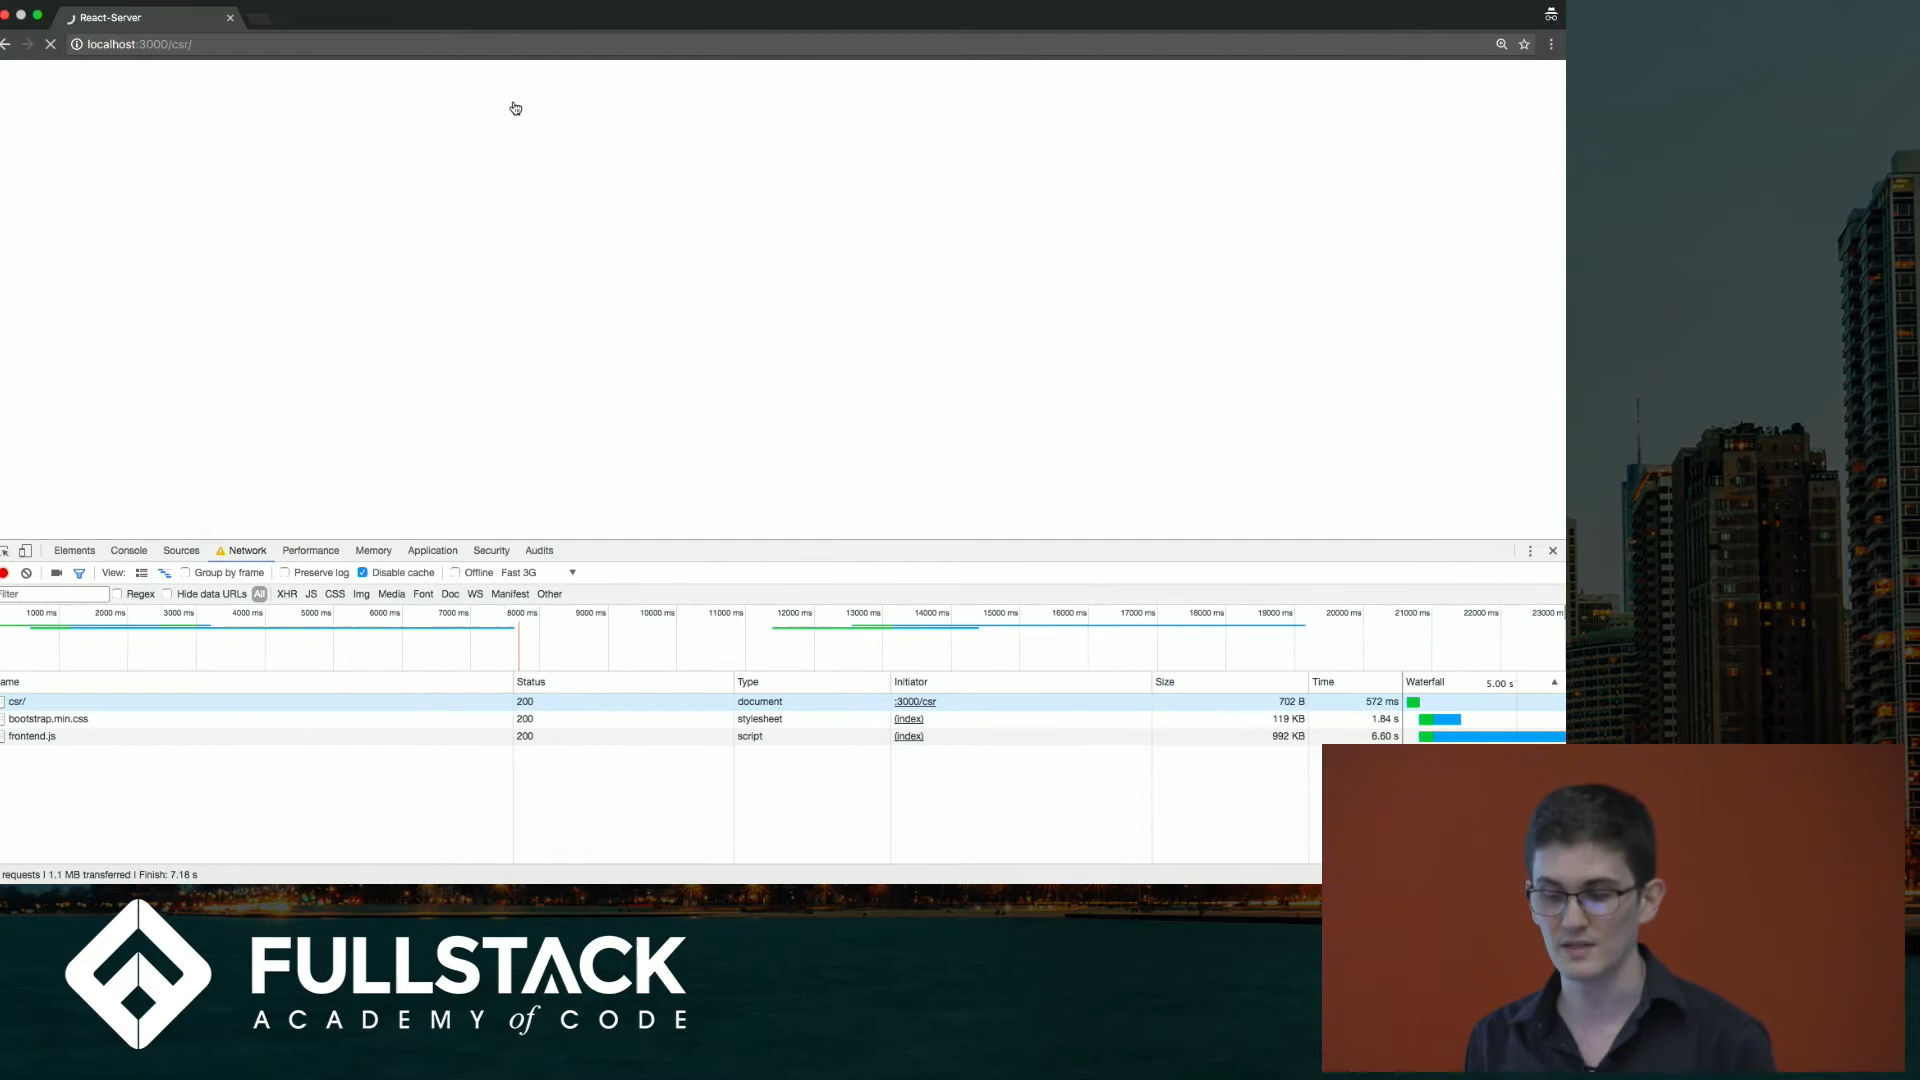 React-Server
localhost:3000/csr/
Elements Console Sources Network Performance Memory Application Security Audits
View: Group by frame Preserve log Disable cache Offline Fast 3G
Filter Regex Hide data URLs All XHR JS CSS Img Media Font Doc WS Manifest Other
1000 ms 2000 ms 3000 ms 4000 ms 5000 ms 6000 ms 7000 ms 8000 ms 9000 ms 10000 ms 11000 ms 12000 ms 13000 ms 14000 ms 15000 ms 16000 ms 17000 ms 18000 ms 19000 ms 20000 ms 21000 ms 22000 ms 23000 m
ame Status Type Initiator Size Time Waterfall 5.00 s
csr/ 200 document :3000/csr 702 B 572 ms
bootstrap.min.css 200 stylesheet (index) 119 KB 1.84 s
frontend.js 200 script (index) 992 KB 6.60 s
requests | 1.1 MB transferred | Finish: 7.18 s
FULLSTACK
ACADEMY of CODE